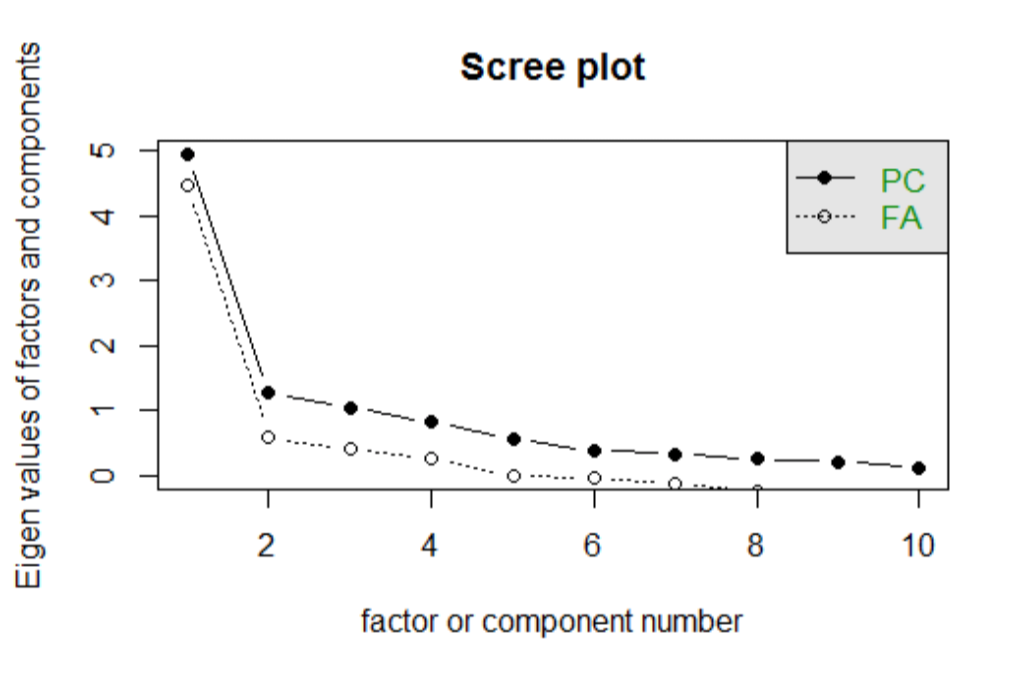 Scree plot
Eigen values of factors and components
5
4
3
2
1
0
PC
FA
2 4 6 8 10
factor or component number